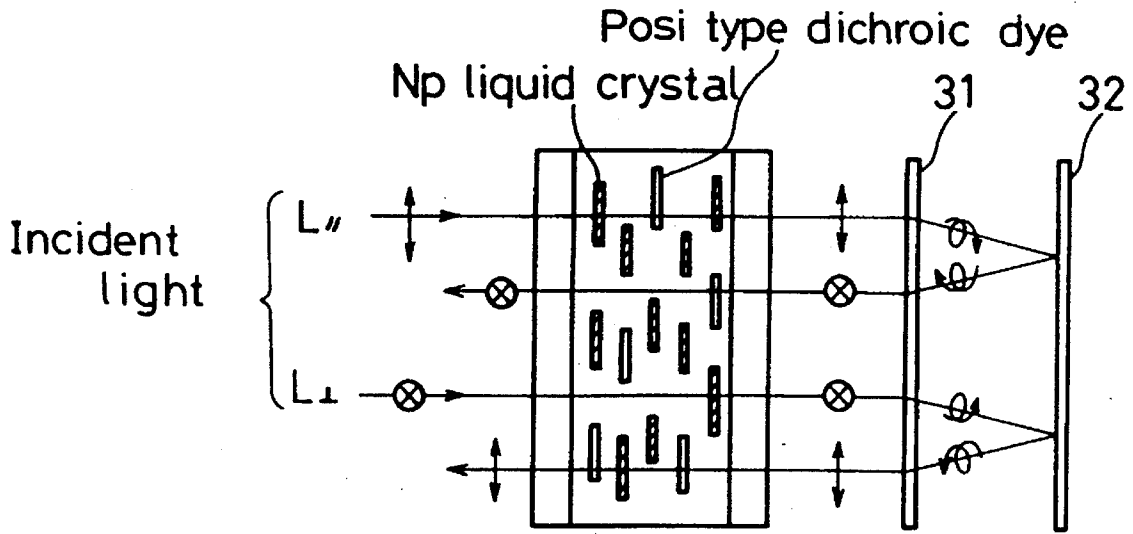 Posi type dichroic dye
Np liquid crystal
31
32
L//
Incident
light
L⊥